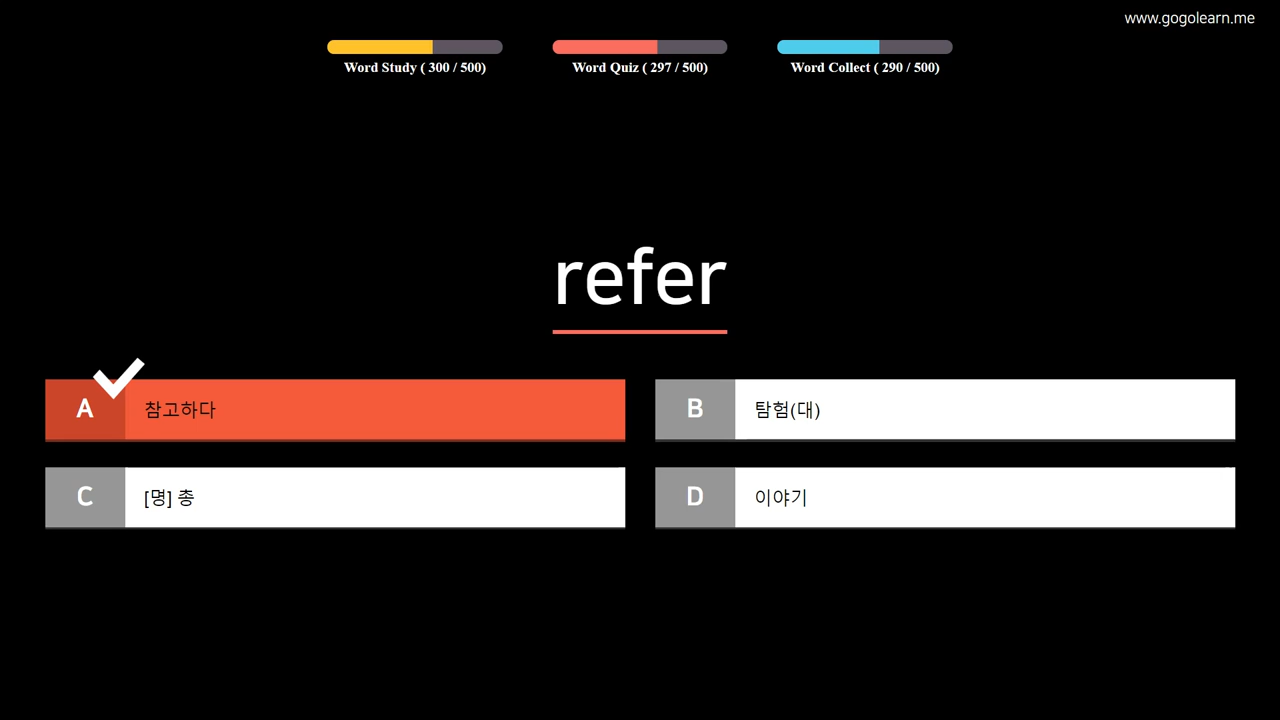 www.gogolearn.me
Word Study ( 300 / 500)
Word Quiz ( 297 / 500)
Word Collect ( 290 / 500)
refer
A 참고하다
B 탐험(대)
C [명] 총
D 이야기